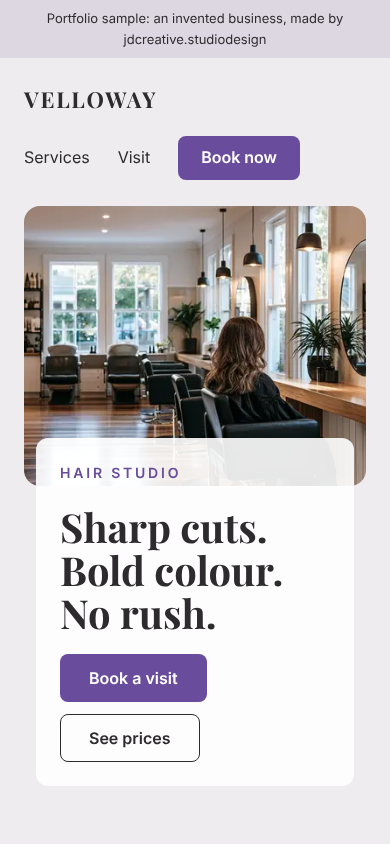 Portfolio sample: an invented business, made by
jdcreative.studiodesign
VELLOWAY
Services
Visit
Book now
HAIR STUDIO
Sharp cuts.
Bold colour.
No rush.
Book a visit
See prices